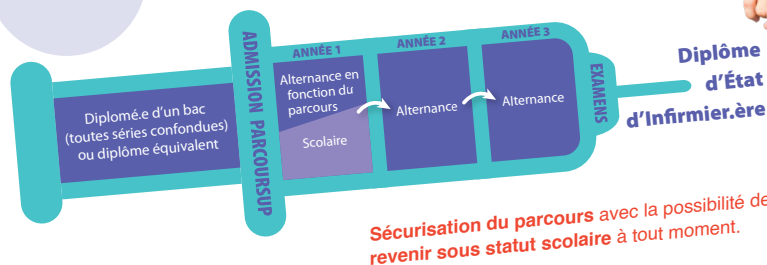 Diplomé.e d'un bac
(toutes séries confondues)
ou diplôme équivalent
ADMISSION PARCOURSUP
ANNÉE 1
Alternance en
fonction du
parcours
Scolaire
ANNÉE 2
Alternance
ANNÉE 3
Alternance
EXAMENS
Diplôme
d'État
d'Infirmier.ère
Sécurisation du parcours avec la possibilité de
revenir sous statut scolaire à tout moment.